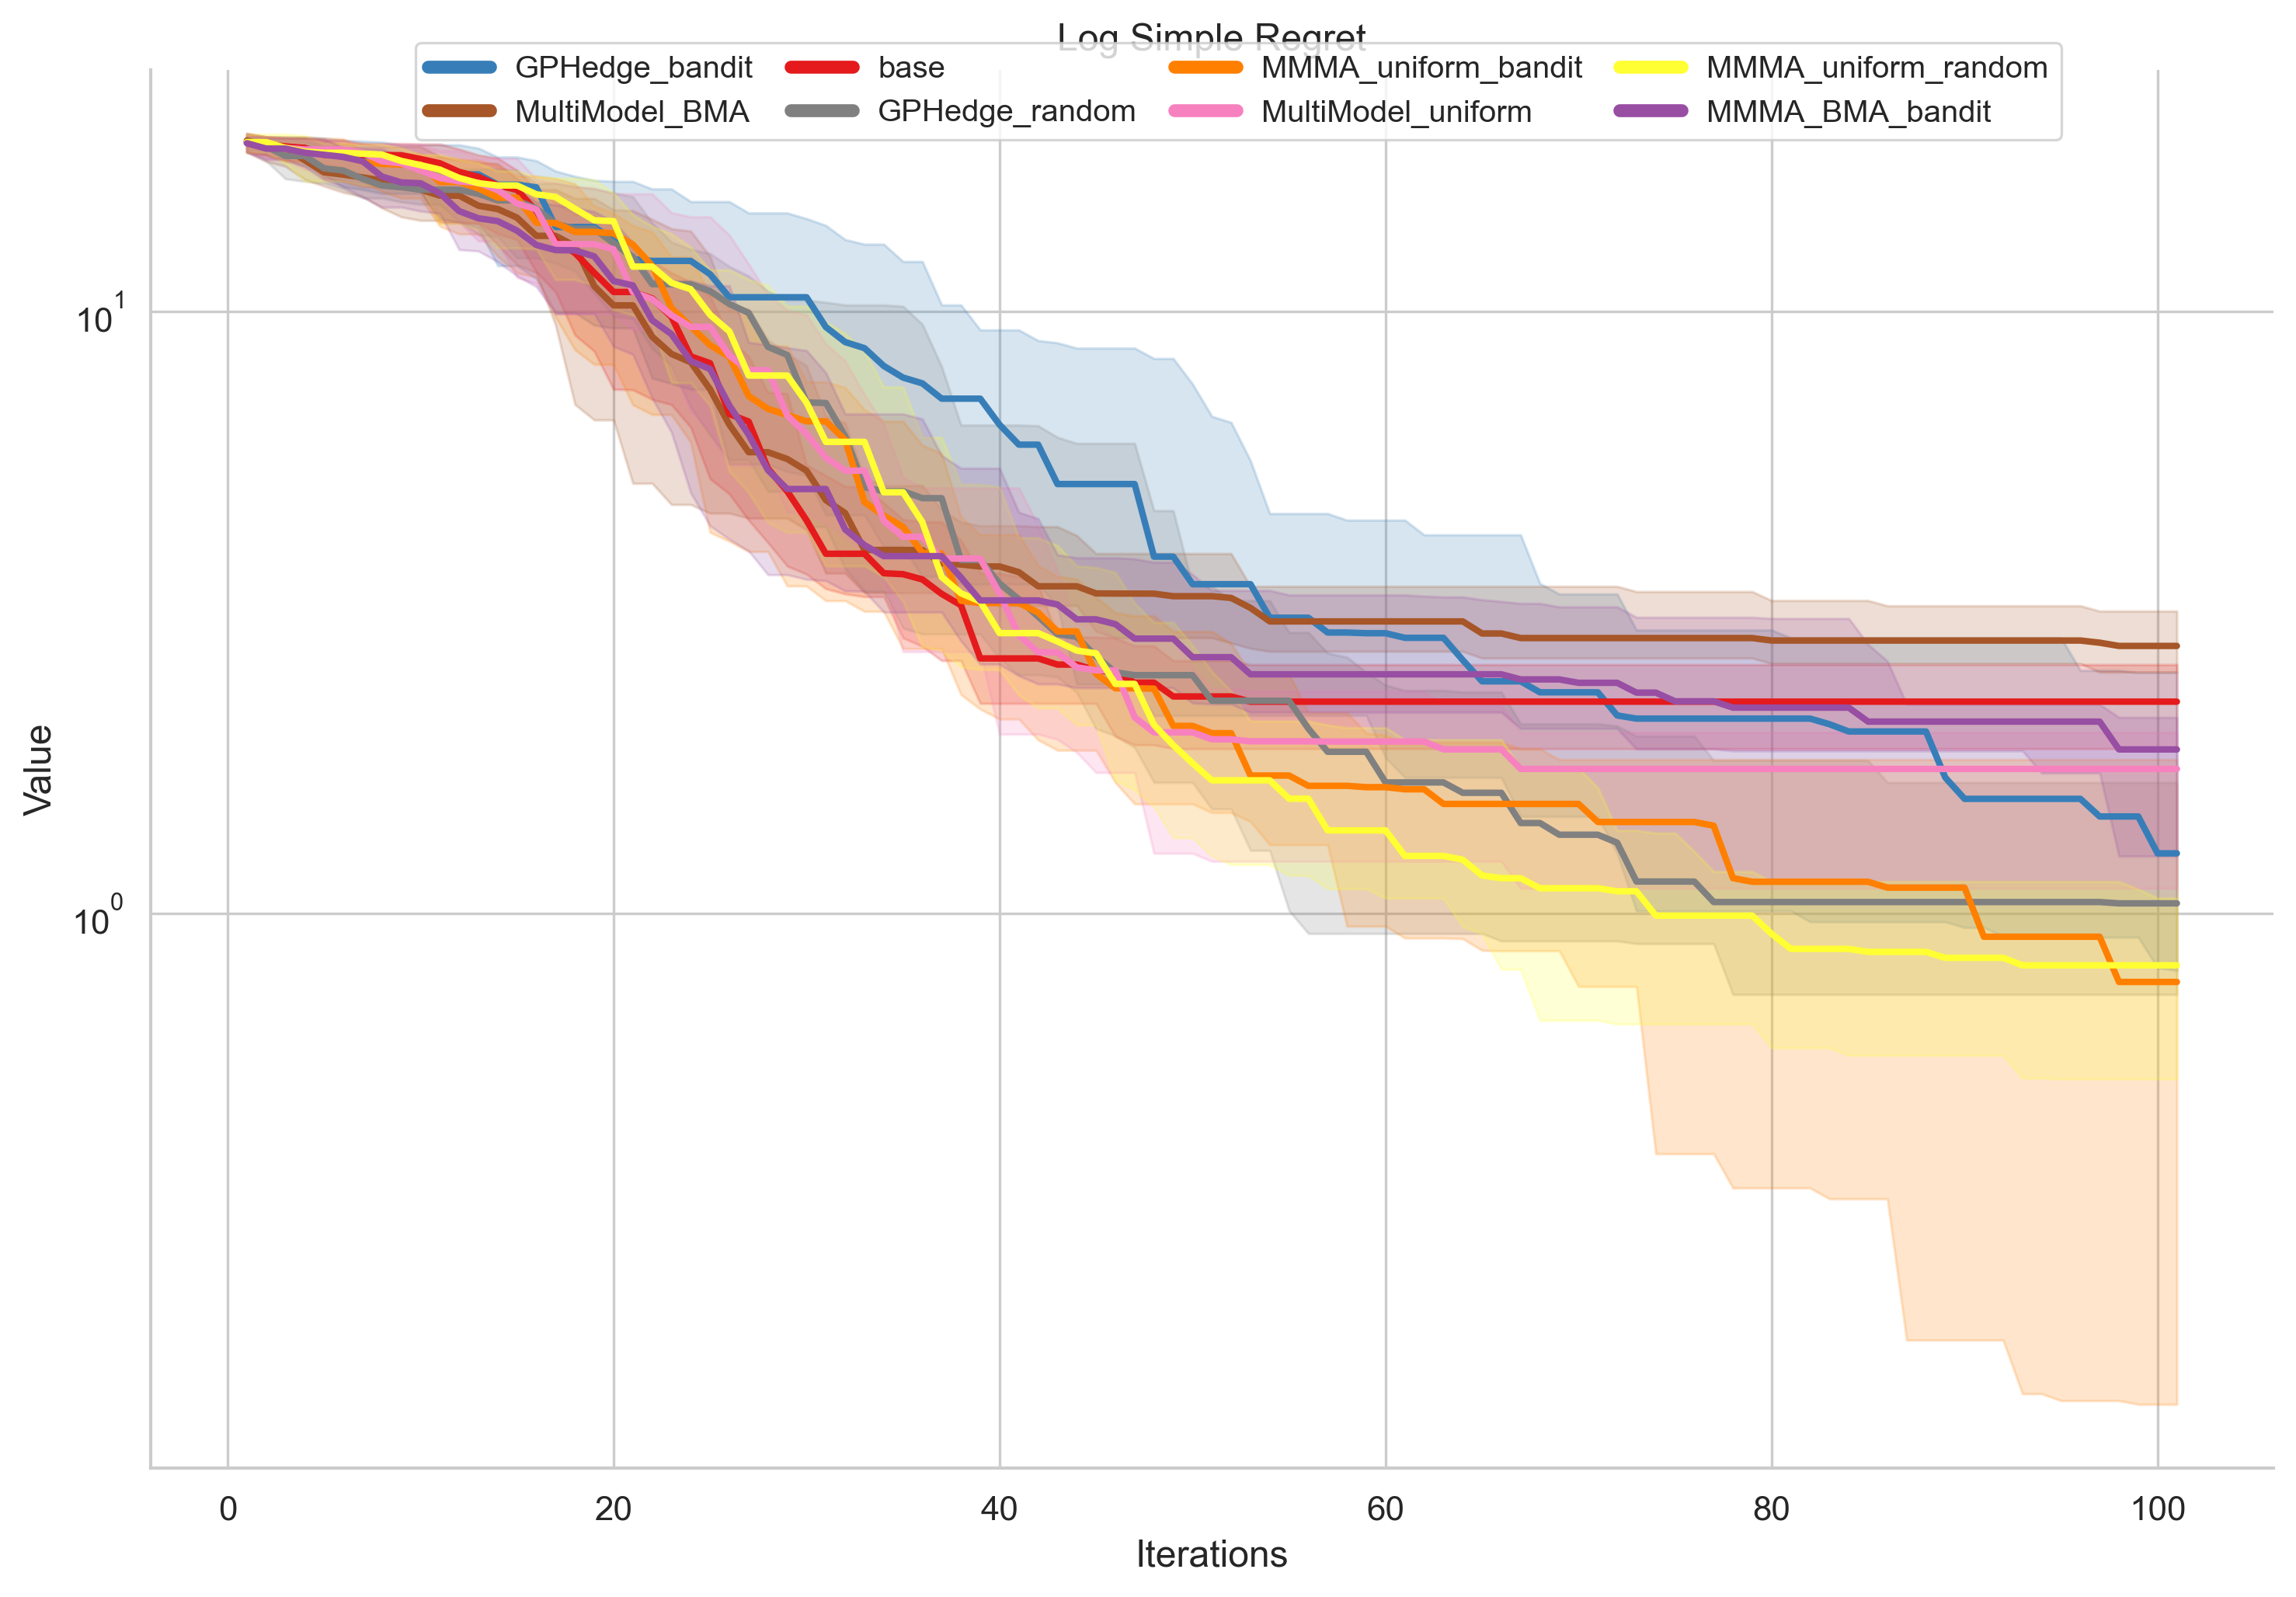 Log Simple Regret
GPHedge_bandit base MMMA_uniform_bandit MMMA_uniform_random
MultiModel_BMA GPHedge_random MultiModel_uniform MMMA_BMA_bandit
10^1
10^0
Value
0 20 40 60 80 100
Iterations